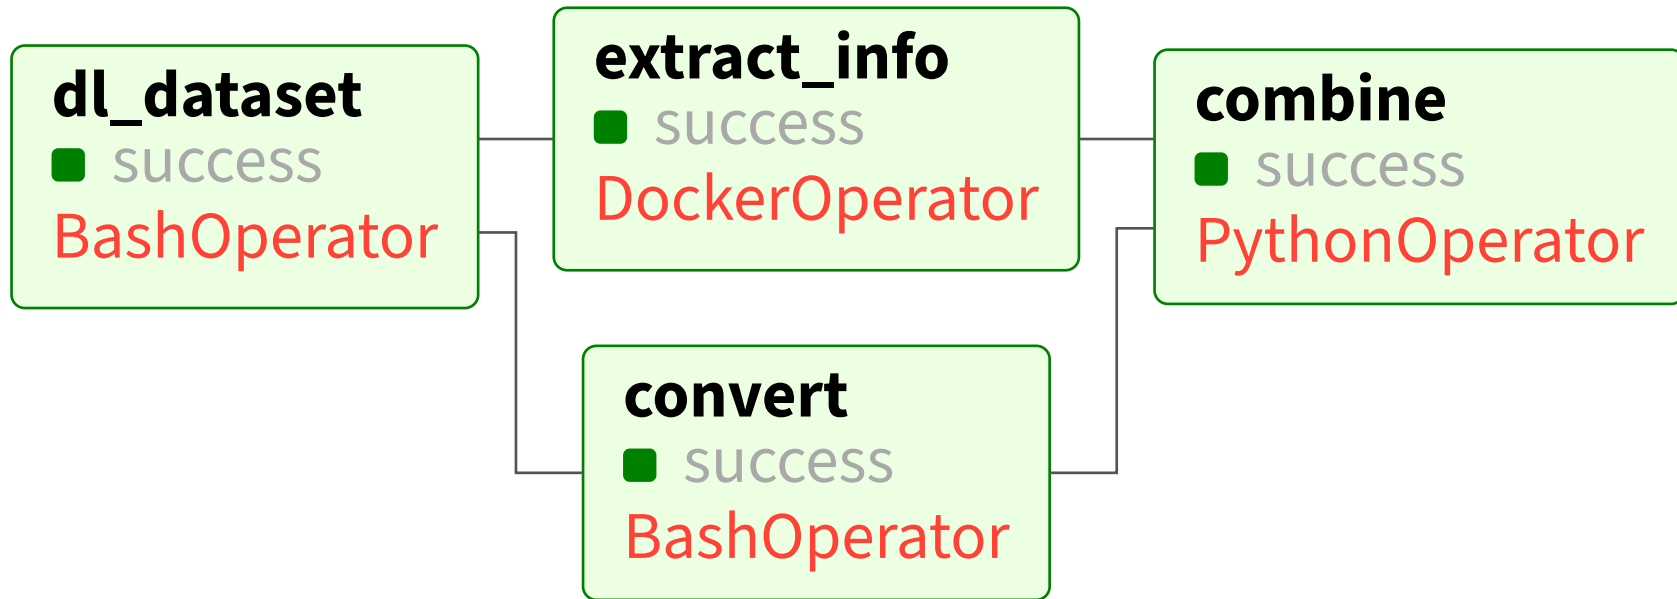 dl_dataset
success
BashOperator
extract_info
success
DockerOperator
convert
success
BashOperator
combine
success
PythonOperator